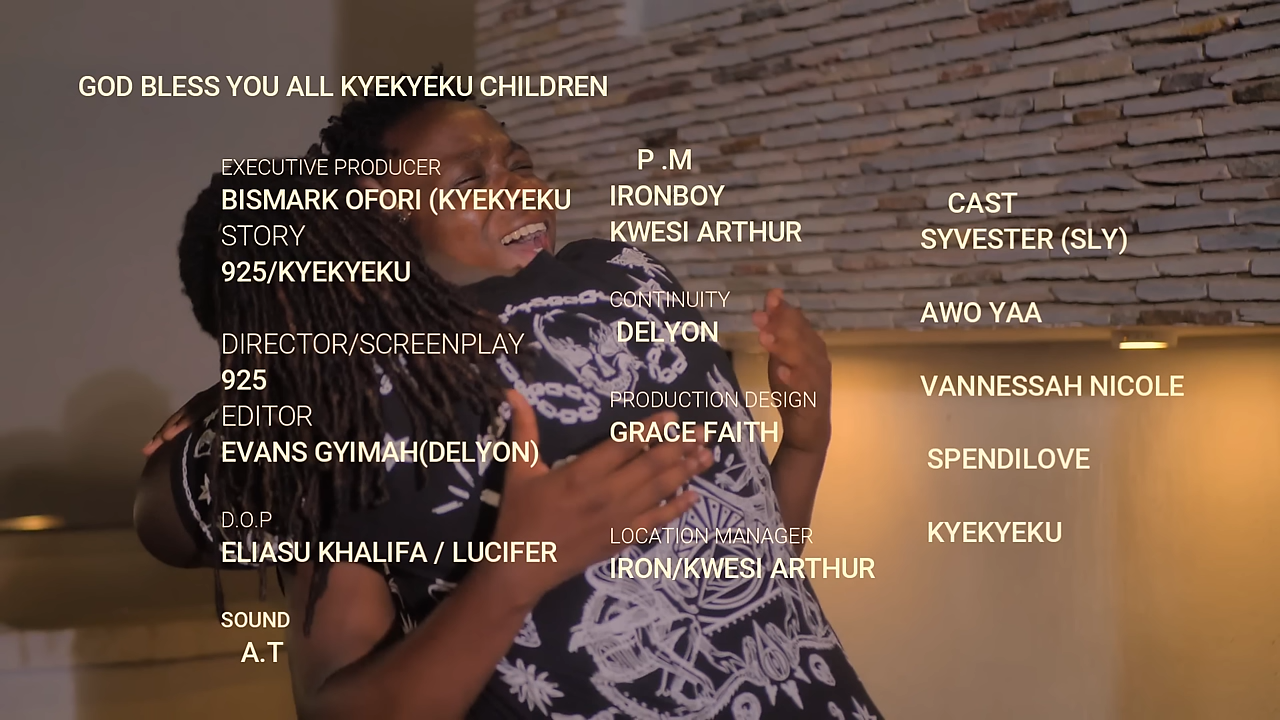 GOD BLESS YOU ALL KYEKYEKU CHILDREN
EXECUTIVE PRODUCER
BISMARK OFORI (KYEKYEKU
STORY
925/KYEKYEKU
DIRECTOR/SCREENPLAY
925
EDITOR
EVANS GYIMAH(DELYON)
D.O.P
ELIASU KHALIFA / LUCIFER
SOUND
A.T
P .M
IRONBOY
KWESI ARTHUR
CONTINUITY
DELYON
PRODUCTION DESIGN
GRACE FAITH
LOCATION MANAGER
IRON/KWESI ARTHUR
CAST
SYVESTER (SLY)
AWO YAA
VANNESSAH NICOLE
SPENDILOVE
KYEKYEKU